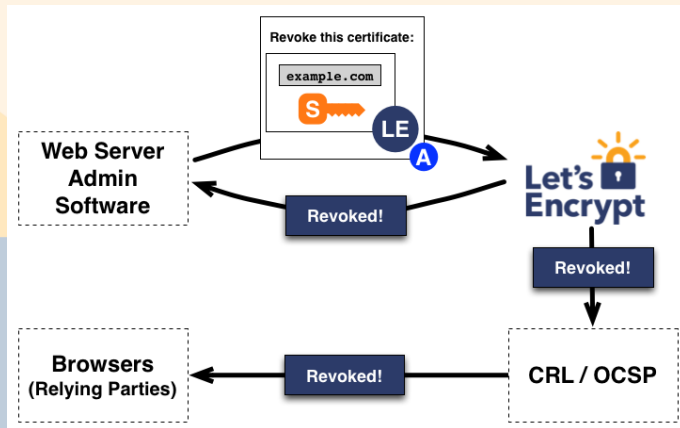 Revoke this certificate:
example.com
S
LE
A
Web Server
Admin
Software
Let's
Encrypt
Revoked!
Revoked!
Browsers
(Relying Parties)
Revoked!
CRL / OCSP